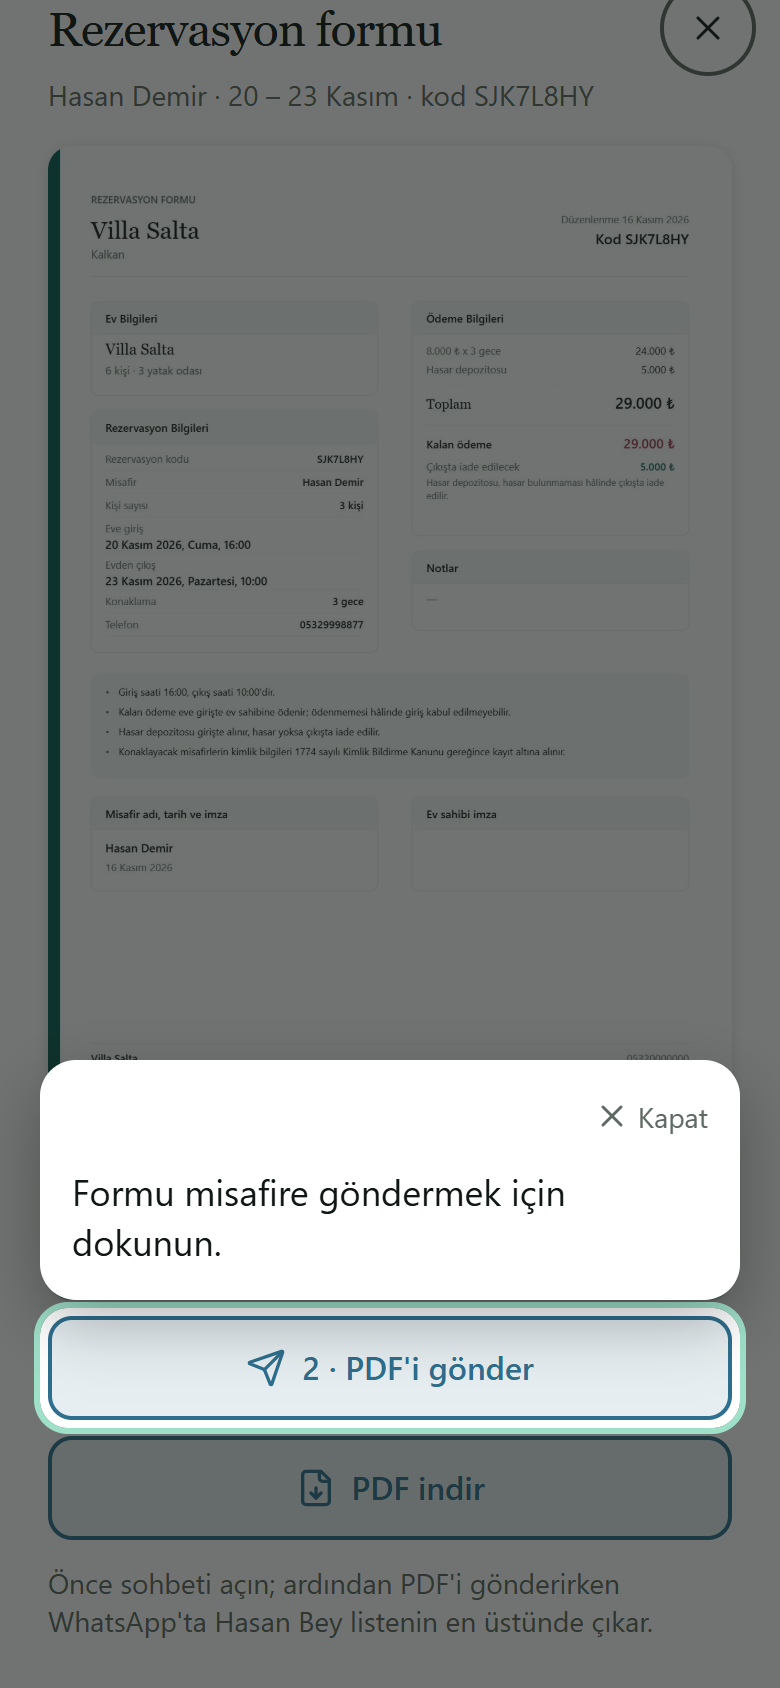 Rezervasyon formu
Hasan Demir · 20 – 23 Kasım · kod SJK7L8HY
REZERVASYON FORMU
Villa Salta
Kalkan
Düzenlenme 16 Kasım 2026
Kod SJK7L8HY
Ev Bilgileri
Villa Salta
6 kişi · 3 yatak odası
Rezervasyon Bilgileri
Rezervasyon kodu SJK7L8HY
Misafir Hasan Demir
Kişi sayısı 3 kişi
Eve giriş
20 Kasım 2026, Cuma, 16:00
Evden çıkış
23 Kasım 2026, Pazartesi, 10:00
Konaklama 3 gece
Telefon 05329998877
Ödeme Bilgileri
8.000 ₺ x 3 gece 24.000 ₺
Hasar depozitosu 5.000 ₺
Toplam 29.000 ₺
Kalan ödeme 29.000 ₺
Çıkışta iade edilecek 5.000 ₺
Hasar depozitosu, hasar bulunmaması hâlinde çıkışta iade
edilir.
Notlar
—
• Giriş saati 16:00, çıkış saati 10:00'dir.
• Kalan ödeme eve girişte ev sahibine ödenir; ödenmemesi hâlinde giriş kabul edilmeyebilir.
• Hasar depozitosu girişte alınır, hasar yoksa çıkışta iade edilir.
• Konaklayacak misafirlerin kimlik bilgileri 1774 sayılı Kimlik Bildirme Kanunu gereğince kayıt altına alınır.
Misafir adı, tarih ve imza
Hasan Demir
16 Kasım 2026
Ev sahibi imza
Villa Salta 05320000000
Kapat
Formu misafire göndermek için
dokunun.
2 · PDF'i gönder
PDF indir
Önce sohbeti açın; ardından PDF'i gönderirken
WhatsApp'ta Hasan Bey listenin en üstünde çıkar.